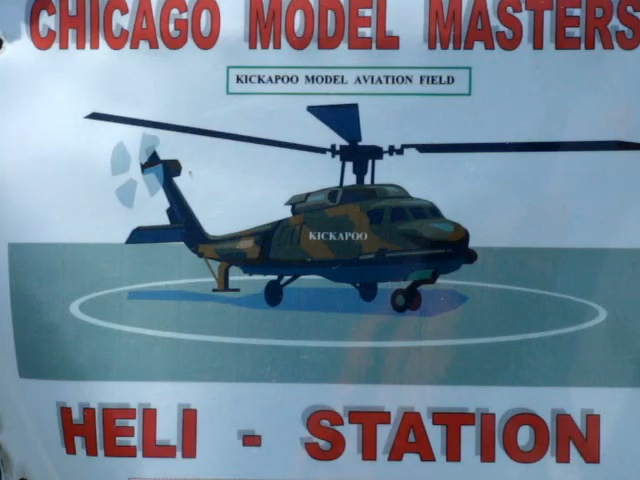 CHICAGO MODEL MASTERS
KICKAPOO MODEL AVIATION FIELD
KICKAPOO
HELI - STATION